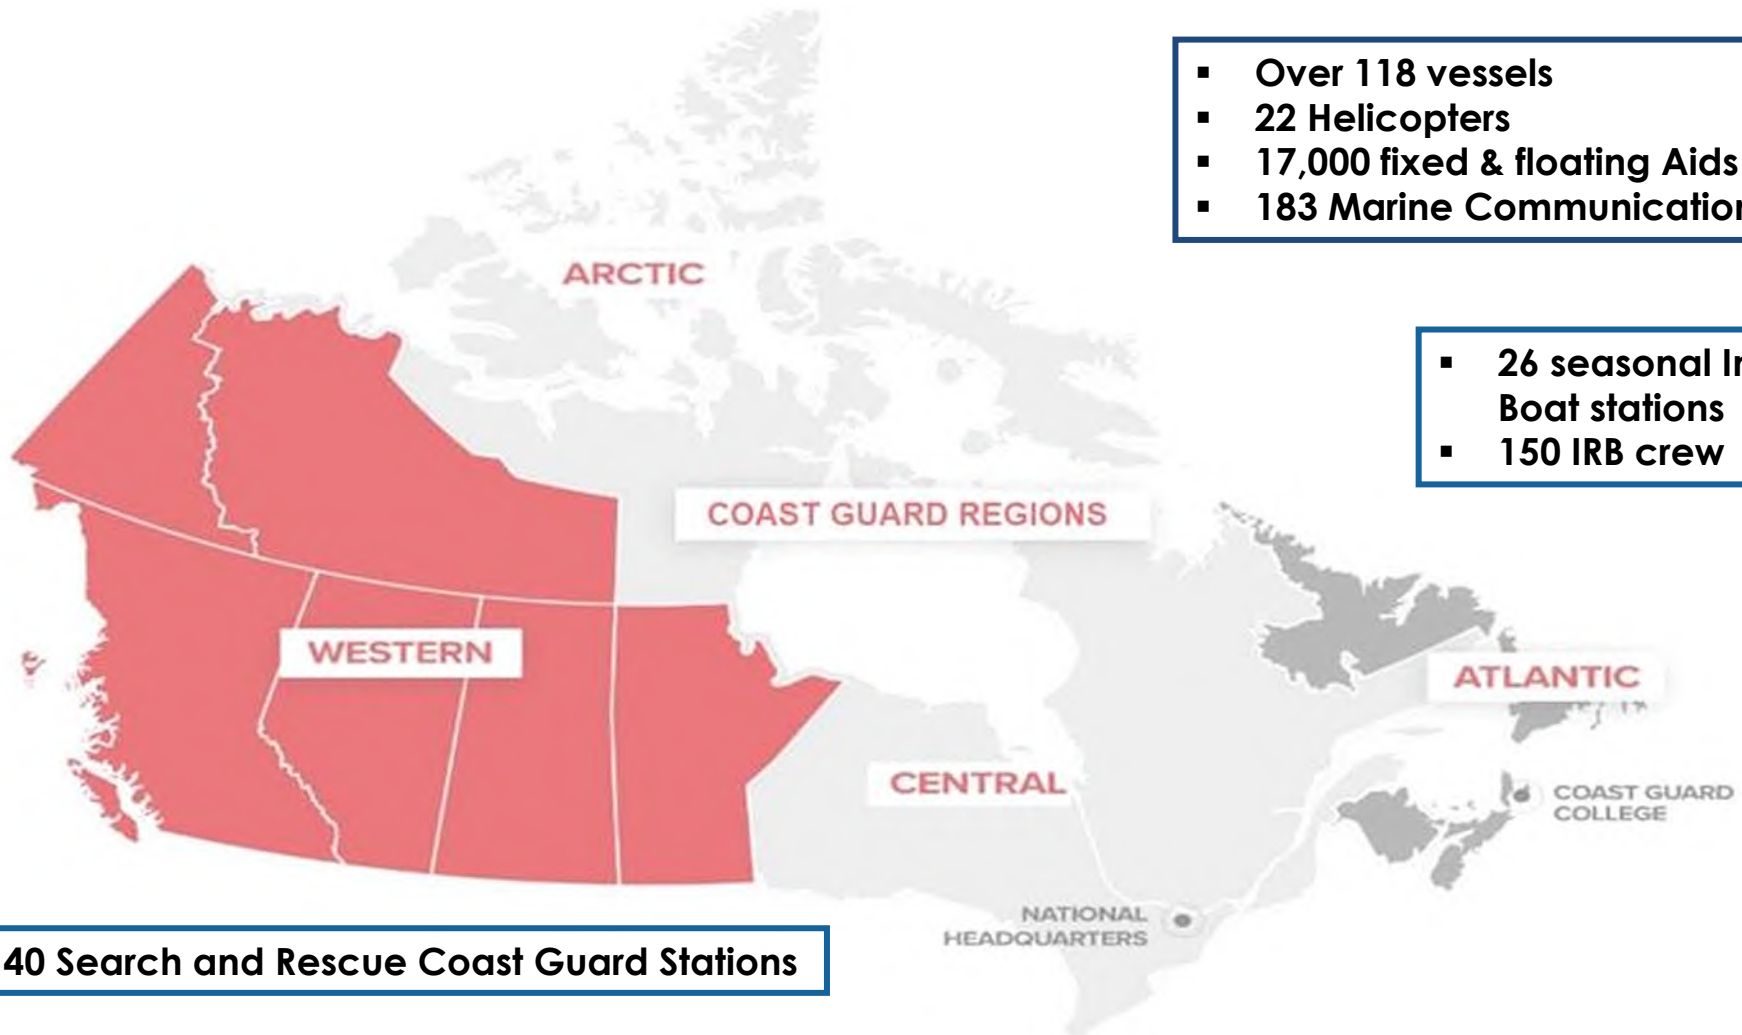 ▪ Over 118 vessels
▪ 22 Helicopters
▪ 17,000 fixed & floating Aids
▪ 183 Marine Communication
ARCTIC
▪ 26 seasonal
Boat stations
▪ 150 IRB crew
COAST GUARD REGIONS
WESTERN
ATLANTIC
CENTRAL
COAST GUARD
COLLEGE
NATIONAL
HEADQUARTERS
40 Search and Rescue Coast Guard Stations